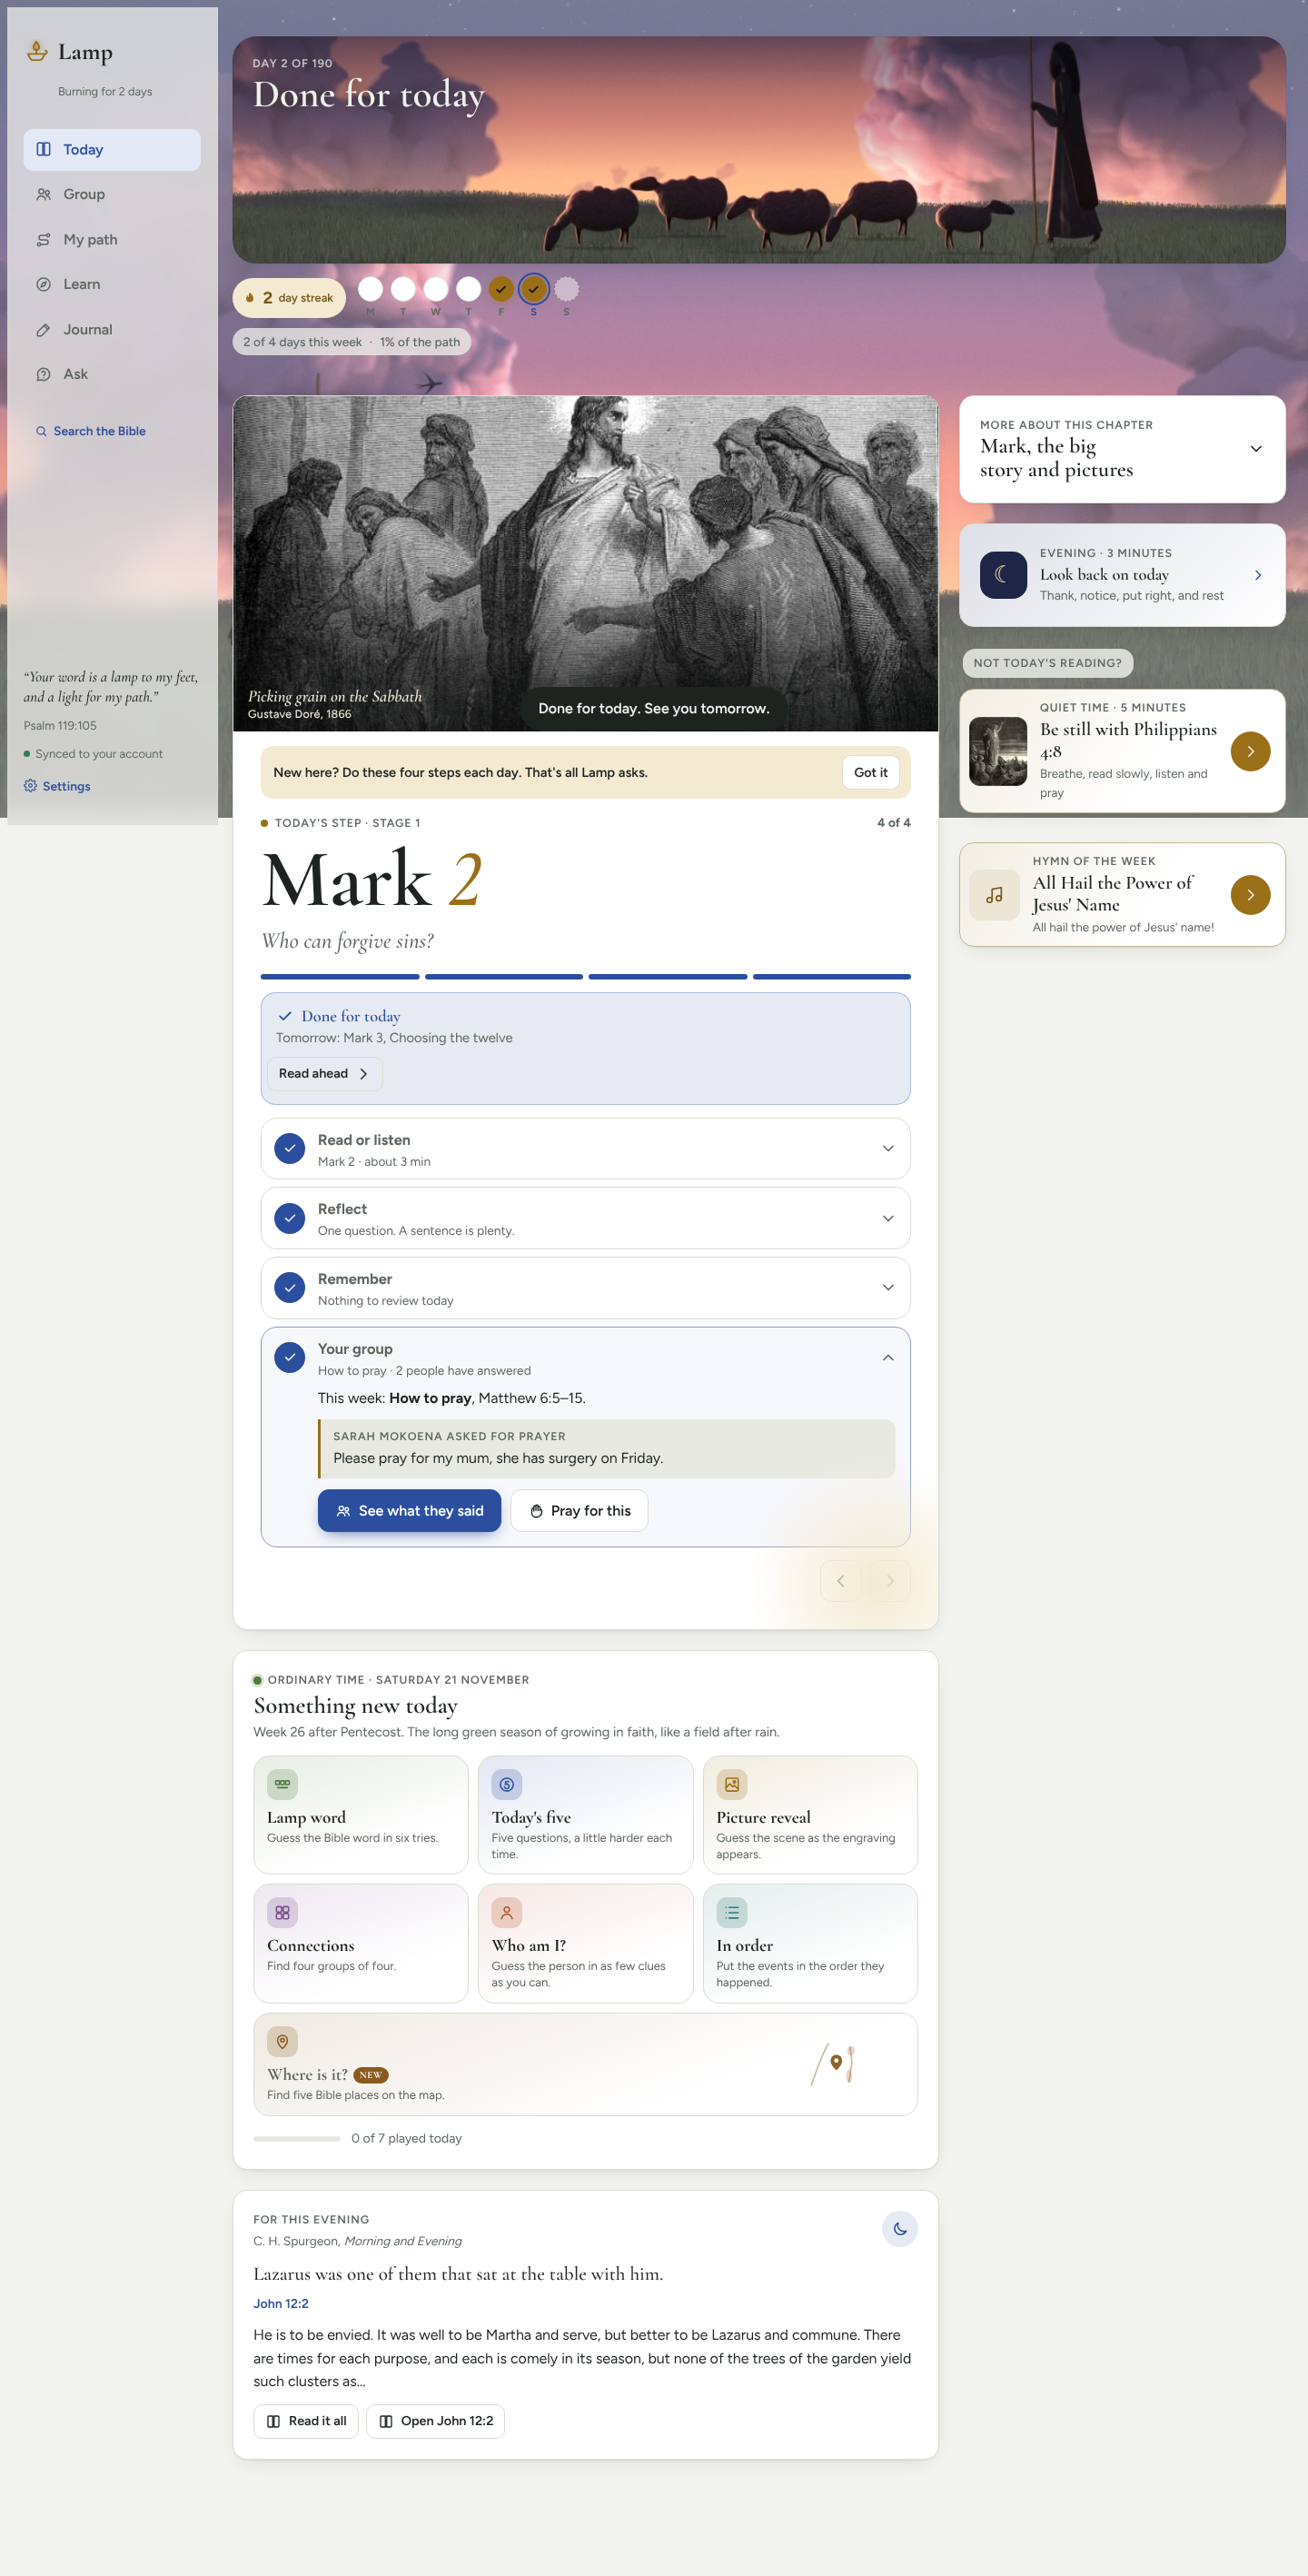 Lamp
Burning for 2 days
Today
Group
My path
Learn
Journal
Ask
Search the Bible
“Your word is a lamp to my feet,
and a light for my path.”
Psalm 119:105
Synced to your account
Settings
DAY 2 OF 190
Done for today
2 day streak
M T W T F S S
2 of 4 days this week · 1% of the path
Picking grain on the Sabbath
Gustave Doré, 1866
Done for today. See you tomorrow.
New here? Do these four steps each day. That's all Lamp asks.
Got it
TODAY'S STEP · STAGE 1
4 of 4
Mark 2
Who can forgive sins?
Done for today
Tomorrow: Mark 3, Choosing the twelve
Read ahead
Read or listen
Mark 2 · about 3 min
Reflect
One question. A sentence is plenty.
Remember
Nothing to review today
Your group
How to pray · 2 people have answered
This week: How to pray, Matthew 6:5–15.
SARAH MOKOENA ASKED FOR PRAYER
Please pray for my mum, she has surgery on Friday.
See what they said
Pray for this
MORE ABOUT THIS CHAPTER
Mark, the big
story and pictures
EVENING · 3 MINUTES
Look back on today
Thank, notice, put right, and rest
NOT TODAY'S READING?
QUIET TIME · 5 MINUTES
Be still with Philippians
4:8
Breathe, read slowly, listen and
pray
HYMN OF THE WEEK
All Hail the Power of
Jesus' Name
All hail the power of Jesus' name!
ORDINARY TIME · SATURDAY 21 NOVEMBER
Something new today
Week 26 after Pentecost. The long green season of growing in faith, like a field after rain.
Lamp word
Guess the Bible word in six tries.
5
Today's five
Five questions, a little harder each
time.
Picture reveal
Guess the scene as the engraving
appears.
Connections
Find four groups of four.
Who am I?
Guess the person in as few clues
as you can.
In order
Put the events in the order they
happened.
Where is it? NEW
Find five Bible places on the map.
0 of 7 played today
FOR THIS EVENING
C. H. Spurgeon, Morning and Evening
Lazarus was one of them that sat at the table with him.
John 12:2
He is to be envied. It was well to be Martha and serve, but better to be Lazarus and commune. There
are times for each purpose, and each is comely in its season, but none of the trees of the garden yield
such clusters as…
Read it all
Open John 12:2